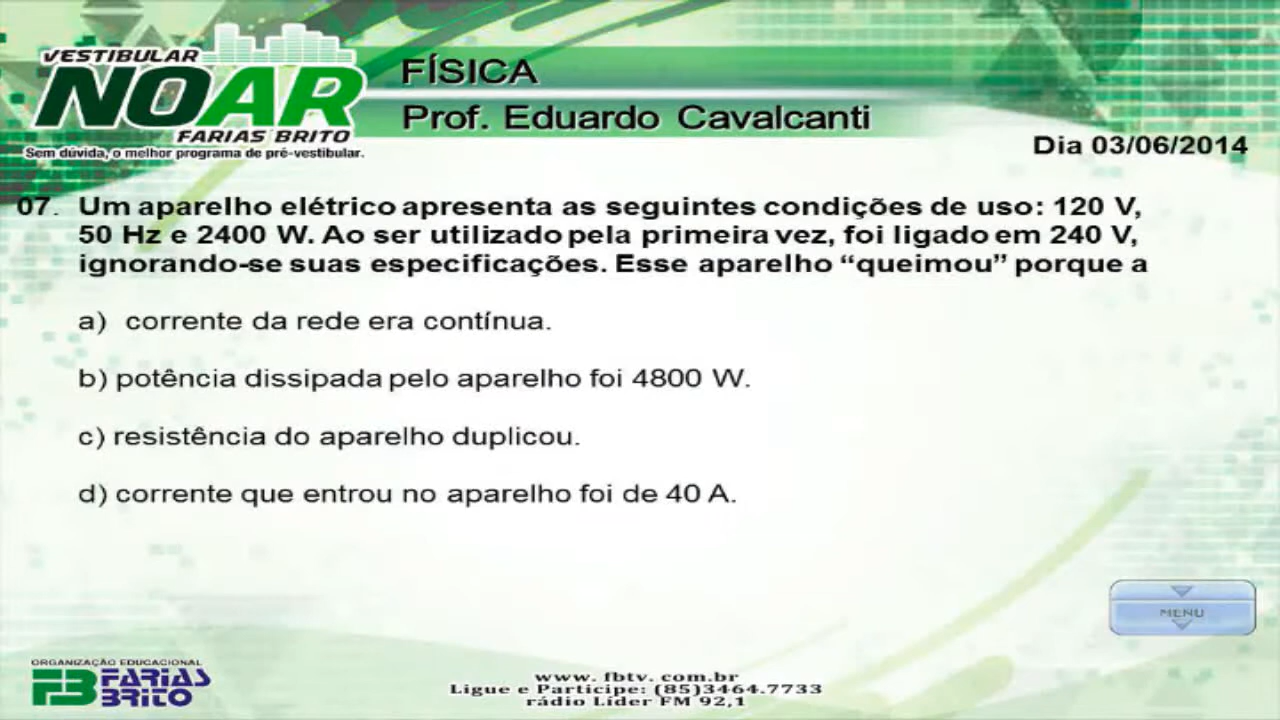 VESTIBULAR
NOAR
FARIAS BRITO
Sem dúvida, o melhor programa de pré-vestibular.
FÍSICA
Prof. Eduardo Cavalcanti
Dia 03/06/2014
07. Um aparelho elétrico apresenta as seguintes condições de uso: 120 V,
50 Hz e 2400 W. Ao ser utilizado pela primeira vez, foi ligado em 240 V,
ignorando-se suas especificações. Esse aparelho “queimou” porque a
a) corrente da rede era contínua.
b) potência dissipada pelo aparelho foi 4800 W.
c) resistência do aparelho duplicou.
d) corrente que entrou no aparelho foi de 40 A.
MENU
ORGANIZAÇÃO EDUCACIONAL
FB FARIAS
BRITO
www. fbtv. com.br
Ligue e Participe: (85)3464.7733
rádio Líder FM 92,1